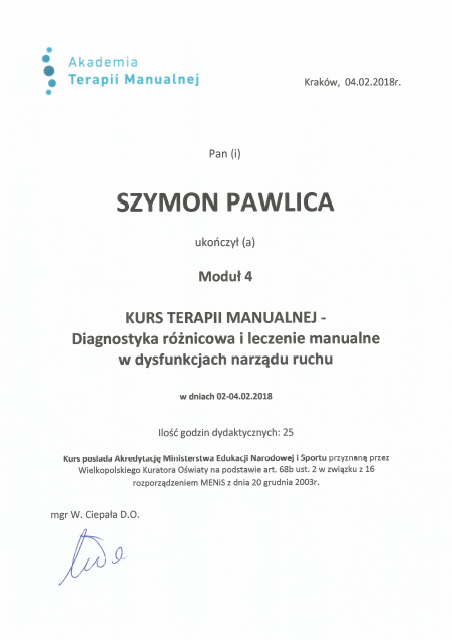 Akademia
Terapii Manualnej
Kraków, 04.02.2018r.
Pan (i)
SZYMON PAWLICA
ukończył (a)
Moduł 4
KURS TERAPII MANUALNEJ -
Diagnostyka różnicowa i leczenie manualne
w dysfunkcjach narządu ruchu
w dniach 02-04.02.2018
Ilość godzin dydaktycznych: 25
Kurs posiada Akredytację Ministerstwa Edukacji Narodowej i Sportu przyznaną przez
Wielkopolskiego Kuratora Oświaty na podstawie art. 68b ust. 2 w związku z 16
rozporządzeniem MENiS z dnia 20 grudnia 2003r.
mgr W. Ciepała D.O.